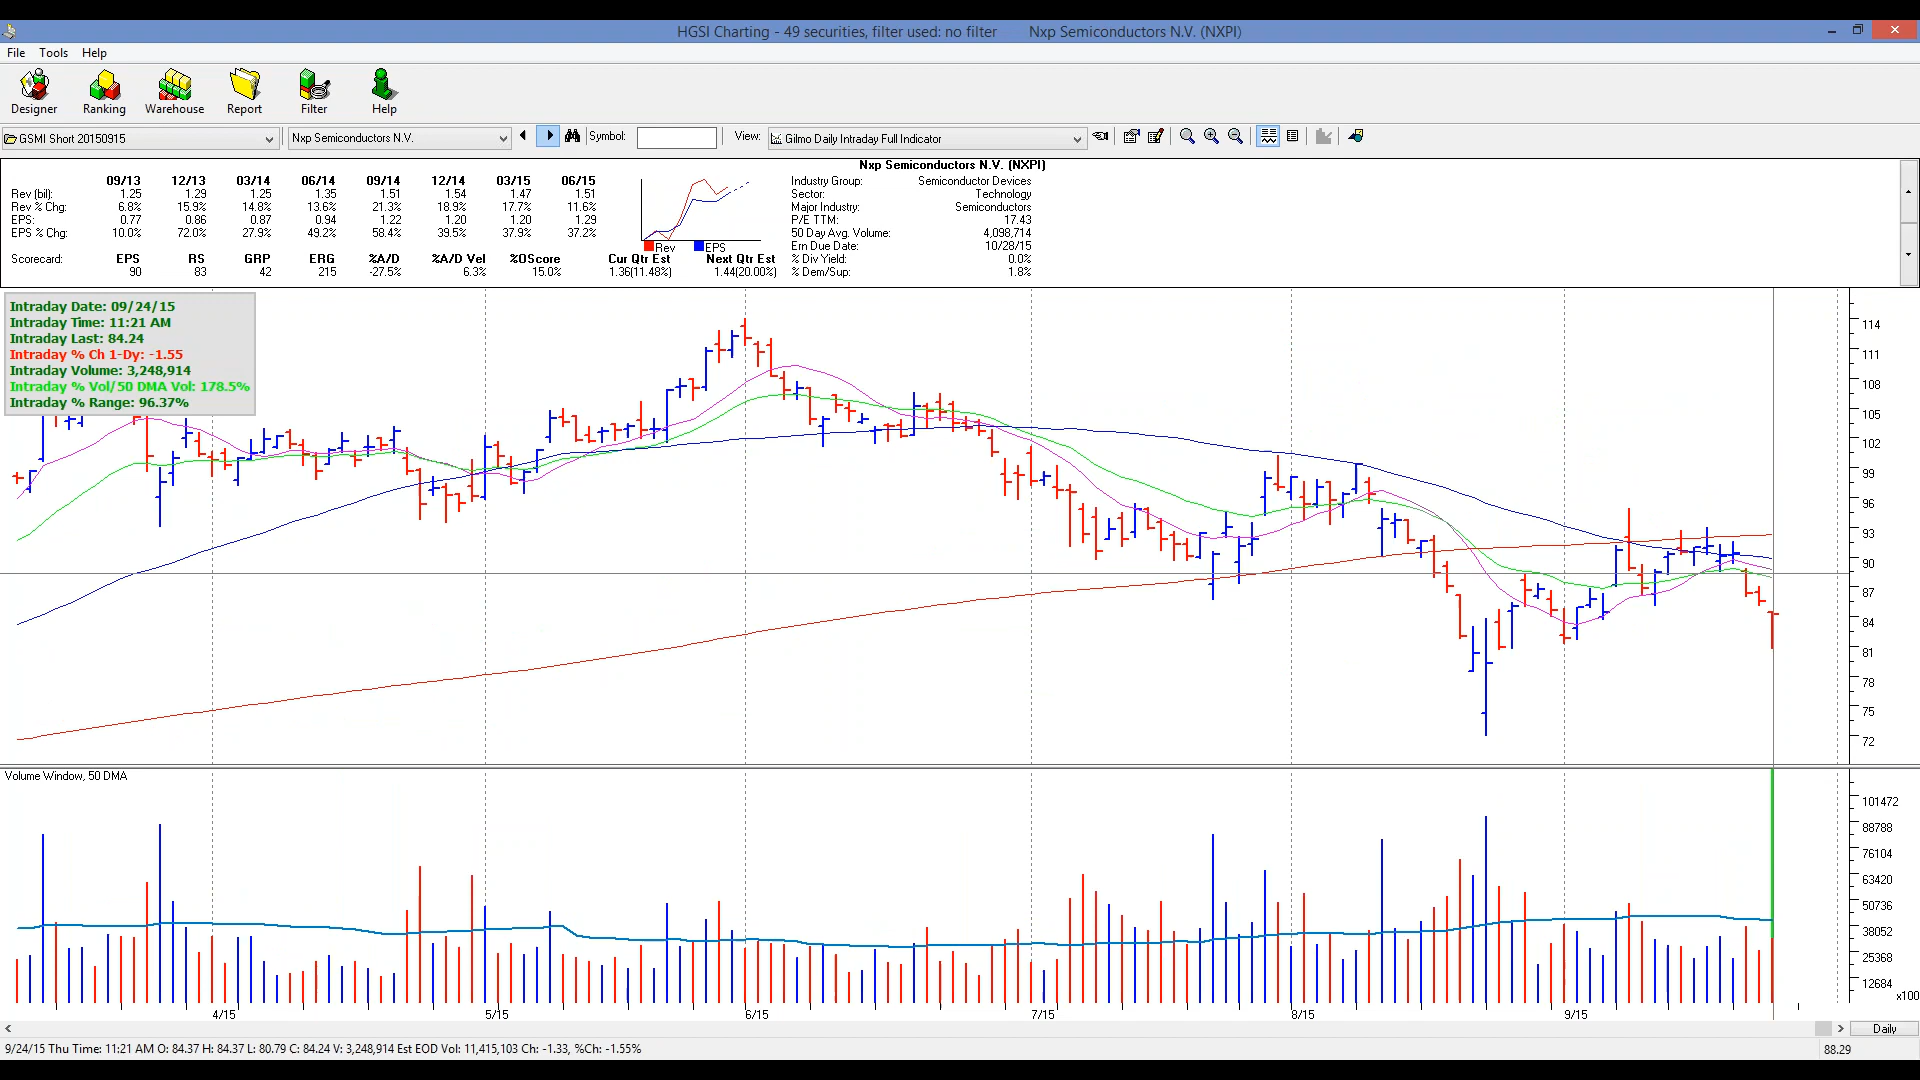 HGSI Charting - 49 securities, filter used: no filter Nxp Semiconductors N.V. (NXPI)
File Tools Help
Designer Ranking Warehouse Report Filter Help
GSMI Short 20150915 Nxp Semiconductors N.V. Symbol: View: Gilmo Daily Intraday Full Indicator
Nxp Semiconductors N.V. (NXPI)
09/13 12/13 03/14 06/14 09/14 12/14 03/15 06/15
Rev (bil): 1.25 1.29 1.25 1.35 1.51 1.54 1.47 1.51
Rev % Chg: 6.8% 15.9% 14.8% 13.6% 21.3% 18.9% 17.7% 11.6%
EPS: 0.77 0.86 0.87 0.94 1.22 1.20 1.20 1.29
EPS % Chg: 10.0% 72.0% 27.9% 49.2% 58.4% 39.5% 37.9% 37.2%
Scorecard: EPS RS GRP ERG %A/D %A/D Vel %OScore Cur Qtr Est Next Qtr Est
90 83 42 215 -27.5% 6.3% 15.0% 1.36(11.48%) 1.44(20.00%)
Rev EPS
Industry Group: Semiconductor Devices
Sector: Technology
Major Industry: Semiconductors
P/E TTM: 17.43
50 Day Avg. Volume: 4,098,714
Ern Due Date: 10/28/15
% Div Yield: 0.0%
% Dem/Sup: 1.8%
Intraday Date: 09/24/15
Intraday Time: 11:21 AM
Intraday Last: 84.24
Intraday % Ch 1-Dy: -1.55
Intraday Volume: 3,248,914
Intraday % Vol/50 DMA Vol: 178.5%
Intraday % Range: 96.37%
114
111
108
105
102
99
96
93
90
87
84
81
78
75
72
Volume Window, 50 DMA
101472
88788
76104
63420
50736
38052
25368
12684
x100
4/15 5/15 6/15 7/15 8/15 9/15
Daily
9/24/15 Thu Time: 11:21 AM O: 84.37 H: 84.37 L: 80.79 C: 84.24 V: 3,248,914 Est EOD Vol: 11,415,103 Ch: -1.33, %Ch: -1.55% 88.29